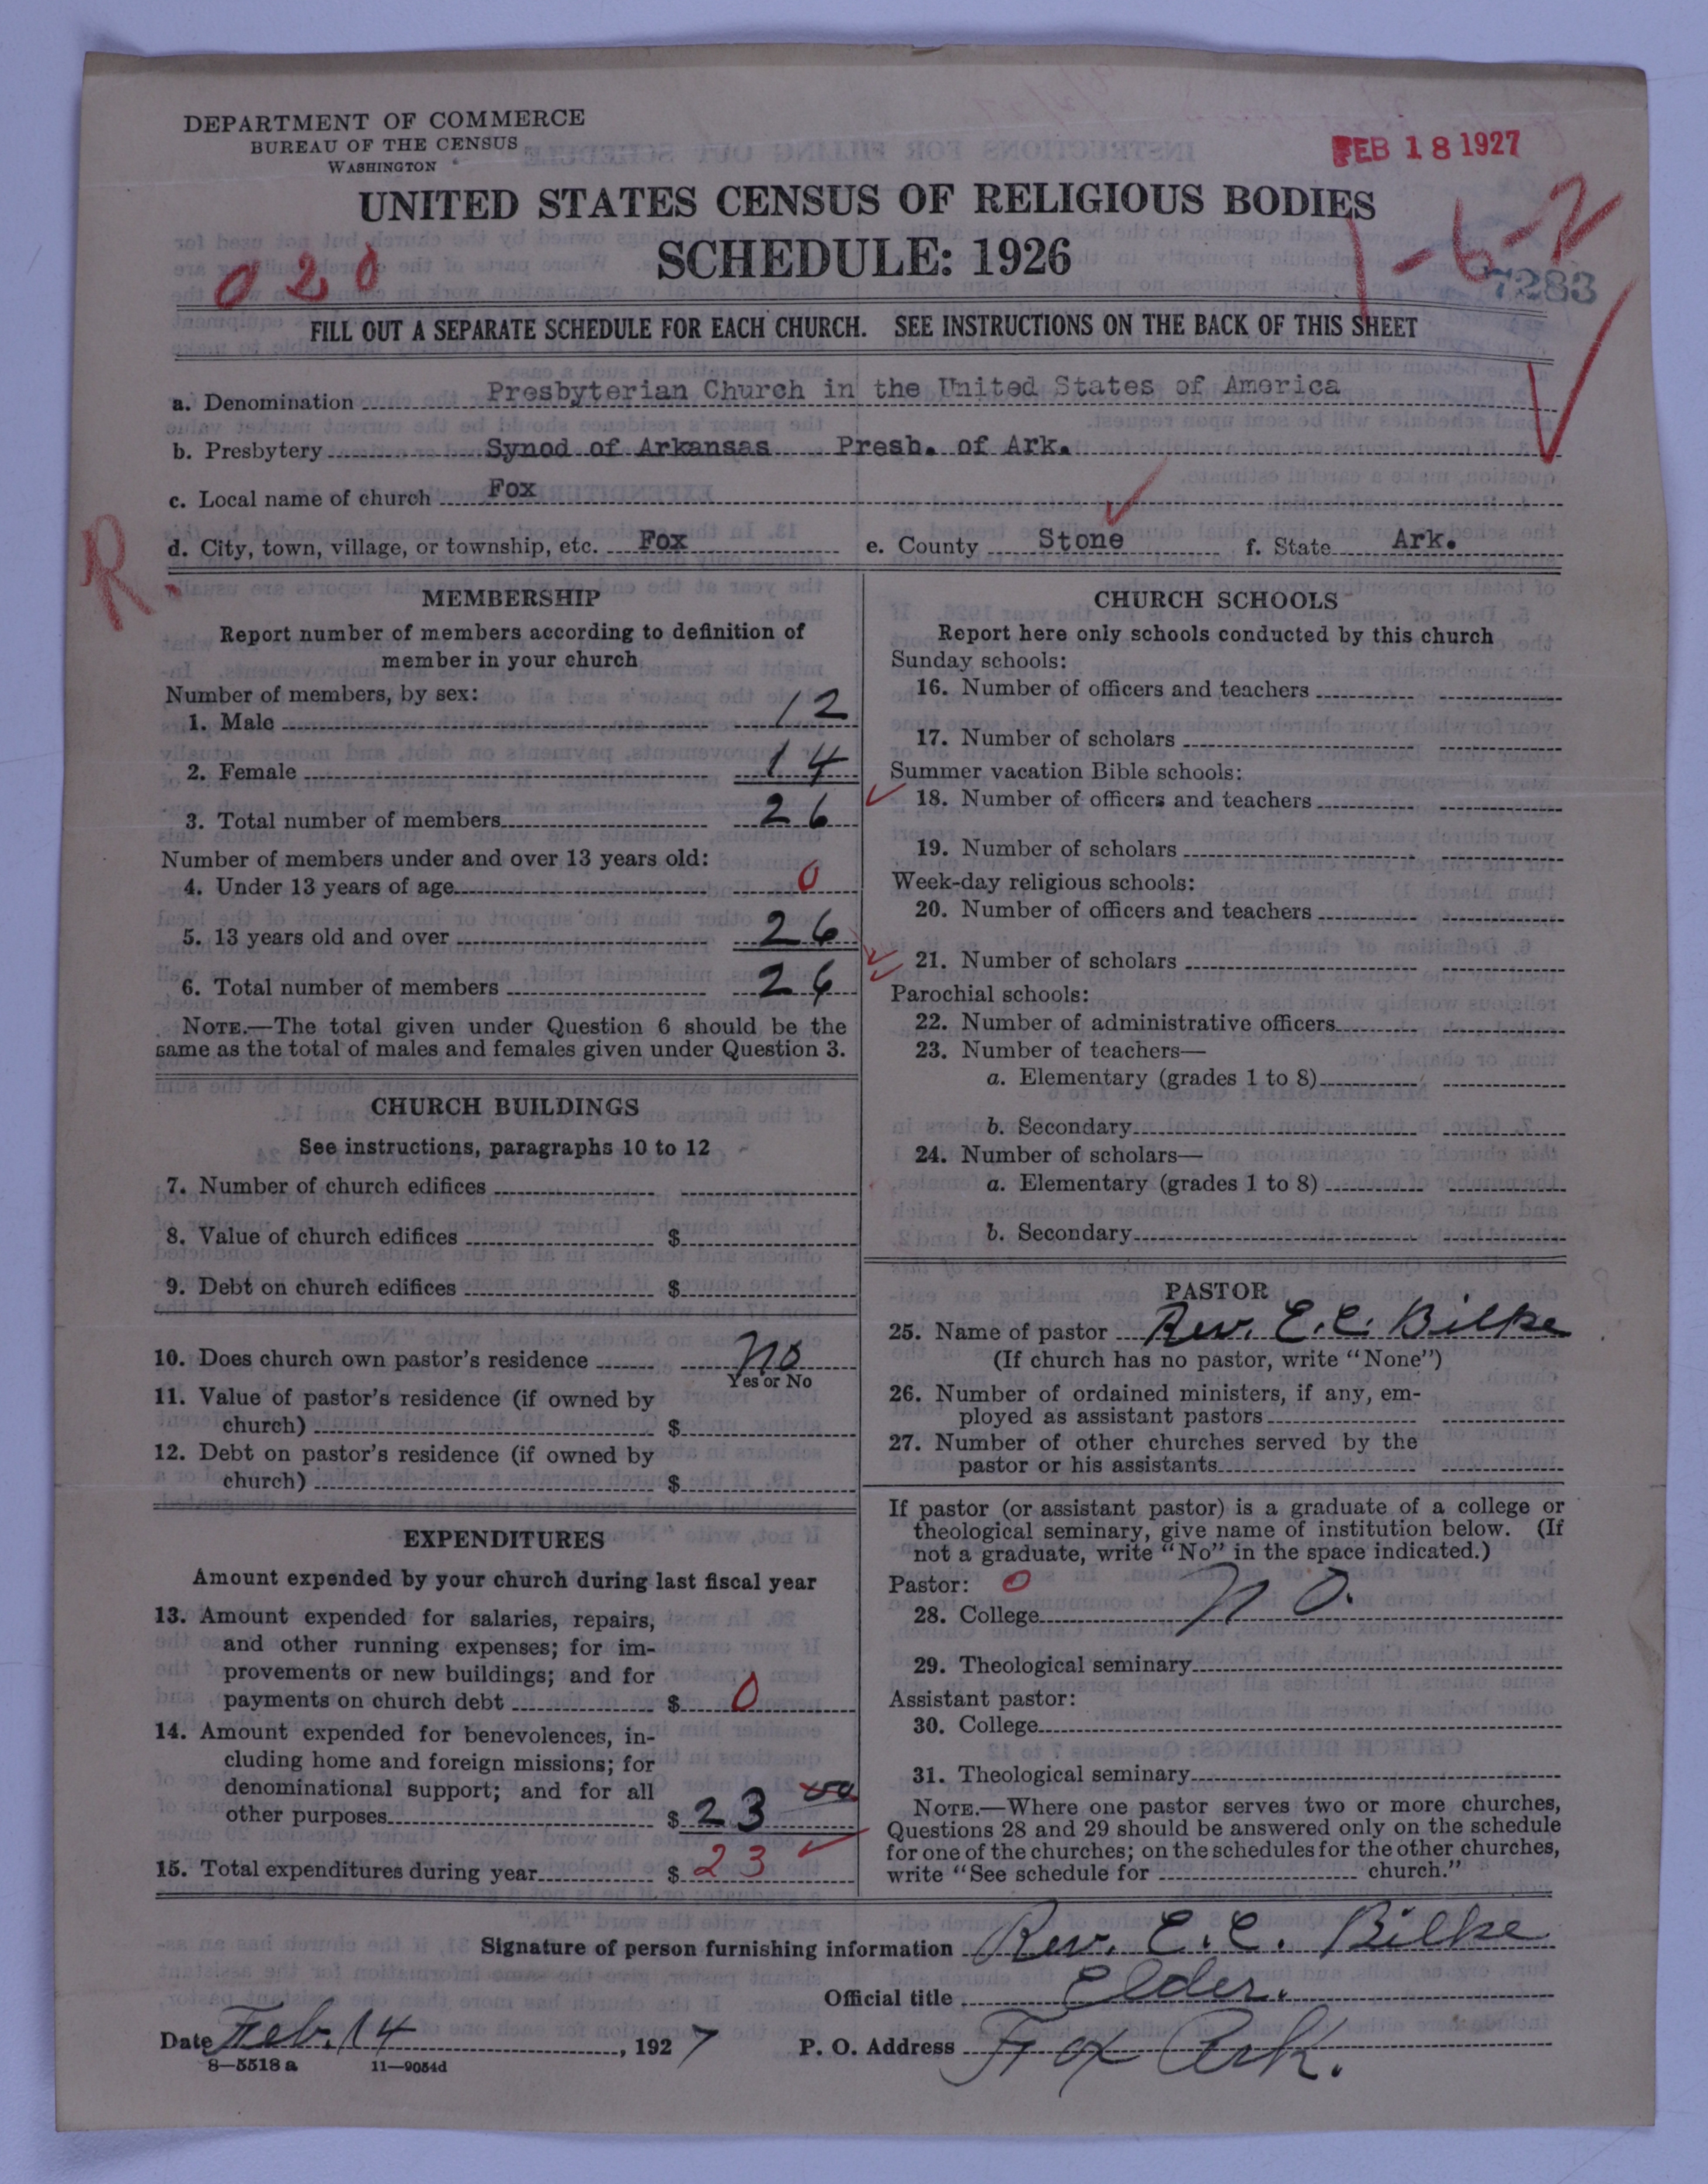 DEPARTMENT OF COMMERCE
BUREAU OF THE CENSUS
WASHINGTON
FEB 18 1927
UNITED STATES CENSUS OF RELIGIOUS BODIES
SCHEDULE: 1926
020
1-6-2
7283
FILL OUT A SEPARATE SCHEDULE FOR EACH CHURCH. SEE INSTRUCTIONS ON THE BACK OF THIS SHEET
a. Denomination Presbyterian Church in the United States of America
b. Presbytery Synod of Arkansas Presb. of Ark.
c. Local name of church Fox
d. City, town, village, or township, etc. Fox e. County Stone f. State Ark.
R.
MEMBERSHIP
Report number of members according to definition of
member in your church
Number of members, by sex:
1. Male 12
2. Female 14
3. Total number of members 26
Number of members under and over 13 years old:
4. Under 13 years of age 0
5. 13 years old and over 26
6. Total number of members 26
NOTE.—The total given under Question 6 should be the
same as the total of males and females given under Question 3.
CHURCH BUILDINGS
See instructions, paragraphs 10 to 12
7. Number of church edifices
8. Value of church edifices $
9. Debt on church edifices $
10. Does church own pastor's residence No
Yes or No
11. Value of pastor's residence (if owned by
church) $
12. Debt on pastor's residence (if owned by
church) $
EXPENDITURES
Amount expended by your church during last fiscal year
13. Amount expended for salaries, repairs,
and other running expenses; for im-
provements or new buildings; and for
payments on church debt $ 0
14. Amount expended for benevolences, in-
cluding home and foreign missions; for
denominational support; and for all
other purposes $ 23 00
15. Total expenditures during year $ 23
CHURCH SCHOOLS
Report here only schools conducted by this church
Sunday schools:
16. Number of officers and teachers
17. Number of scholars
Summer vacation Bible schools:
18. Number of officers and teachers
19. Number of scholars
Week-day religious schools:
20. Number of officers and teachers
21. Number of scholars
Parochial schools:
22. Number of administrative officers
23. Number of teachers—
a. Elementary (grades 1 to 8)
b. Secondary
24. Number of scholars—
a. Elementary (grades 1 to 8)
b. Secondary
PASTOR
25. Name of pastor Rev. E. C. Bilke
(If church has no pastor, write "None")
26. Number of ordained ministers, if any, em-
ployed as assistant pastors
27. Number of other churches served by the
pastor or his assistants
If pastor (or assistant pastor) is a graduate of a college or
theological seminary, give name of institution below. (If
not a graduate, write "No" in the space indicated.)
Pastor: 0
28. College No.
29. Theological seminary
Assistant pastor:
30. College
31. Theological seminary
NOTE.—Where one pastor serves two or more churches,
Questions 28 and 29 should be answered only on the schedule
for one of the churches; on the schedules for the other churches,
write "See schedule for church."
Signature of person furnishing information Rev. E. C. Bilke
Official title Elder.
Date Feb. 14, 1927 P. O. Address Fox Ark.
8—5518 a 11—9054d